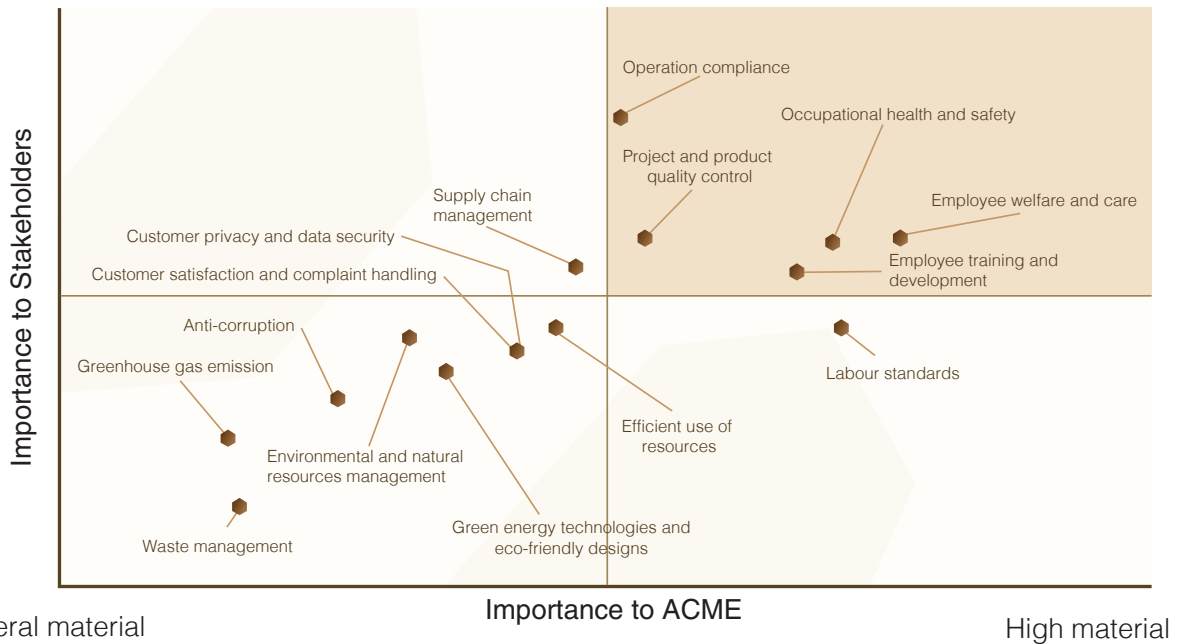 Operation compliance
Occupational health and safety
Project and product
quality control
Supply chain
management
Employee welfare and care
Customer privacy and data security
Employee training and
development
Customer satisfaction and complaint handling
Importance to Stakeholders
Anti-corruption
Greenhouse gas emission
Labour standards
Efficient use of
resources
Environmental and natural
resources management
Green energy technologies and
eco-friendly designs
Waste management
Importance to ACME
eral material
High material